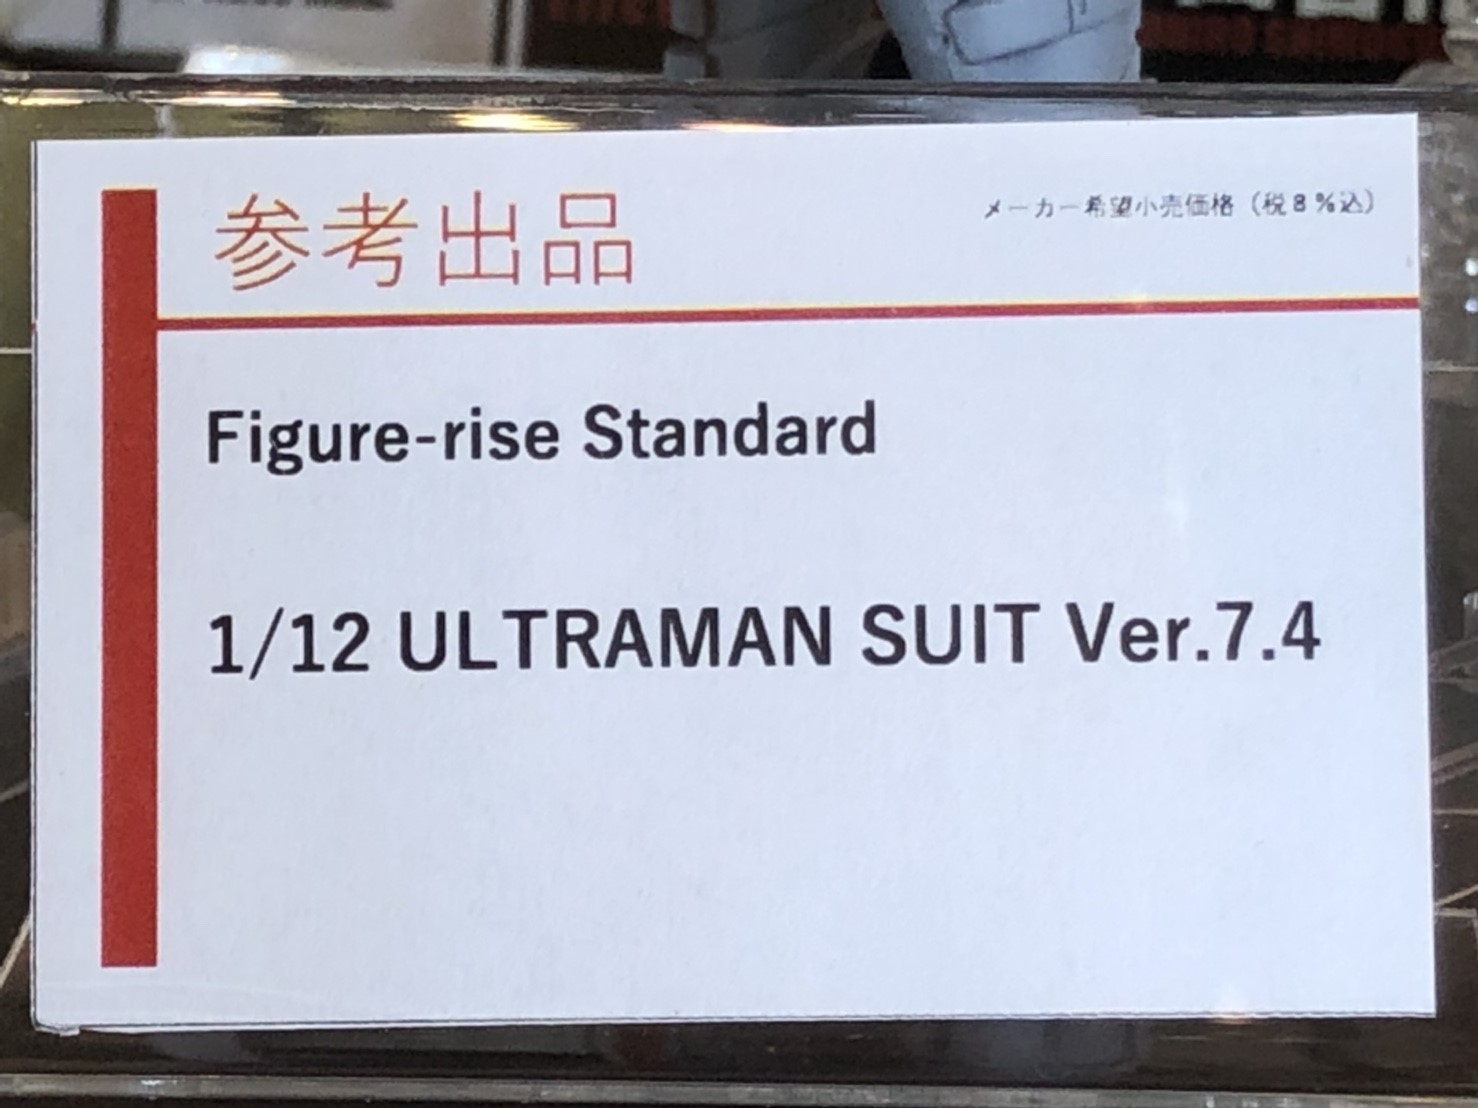 参考出品
メーカー希望小売価格（税8%込）
Figure-rise Standard
1/12 ULTRAMAN SUIT Ver.7.4